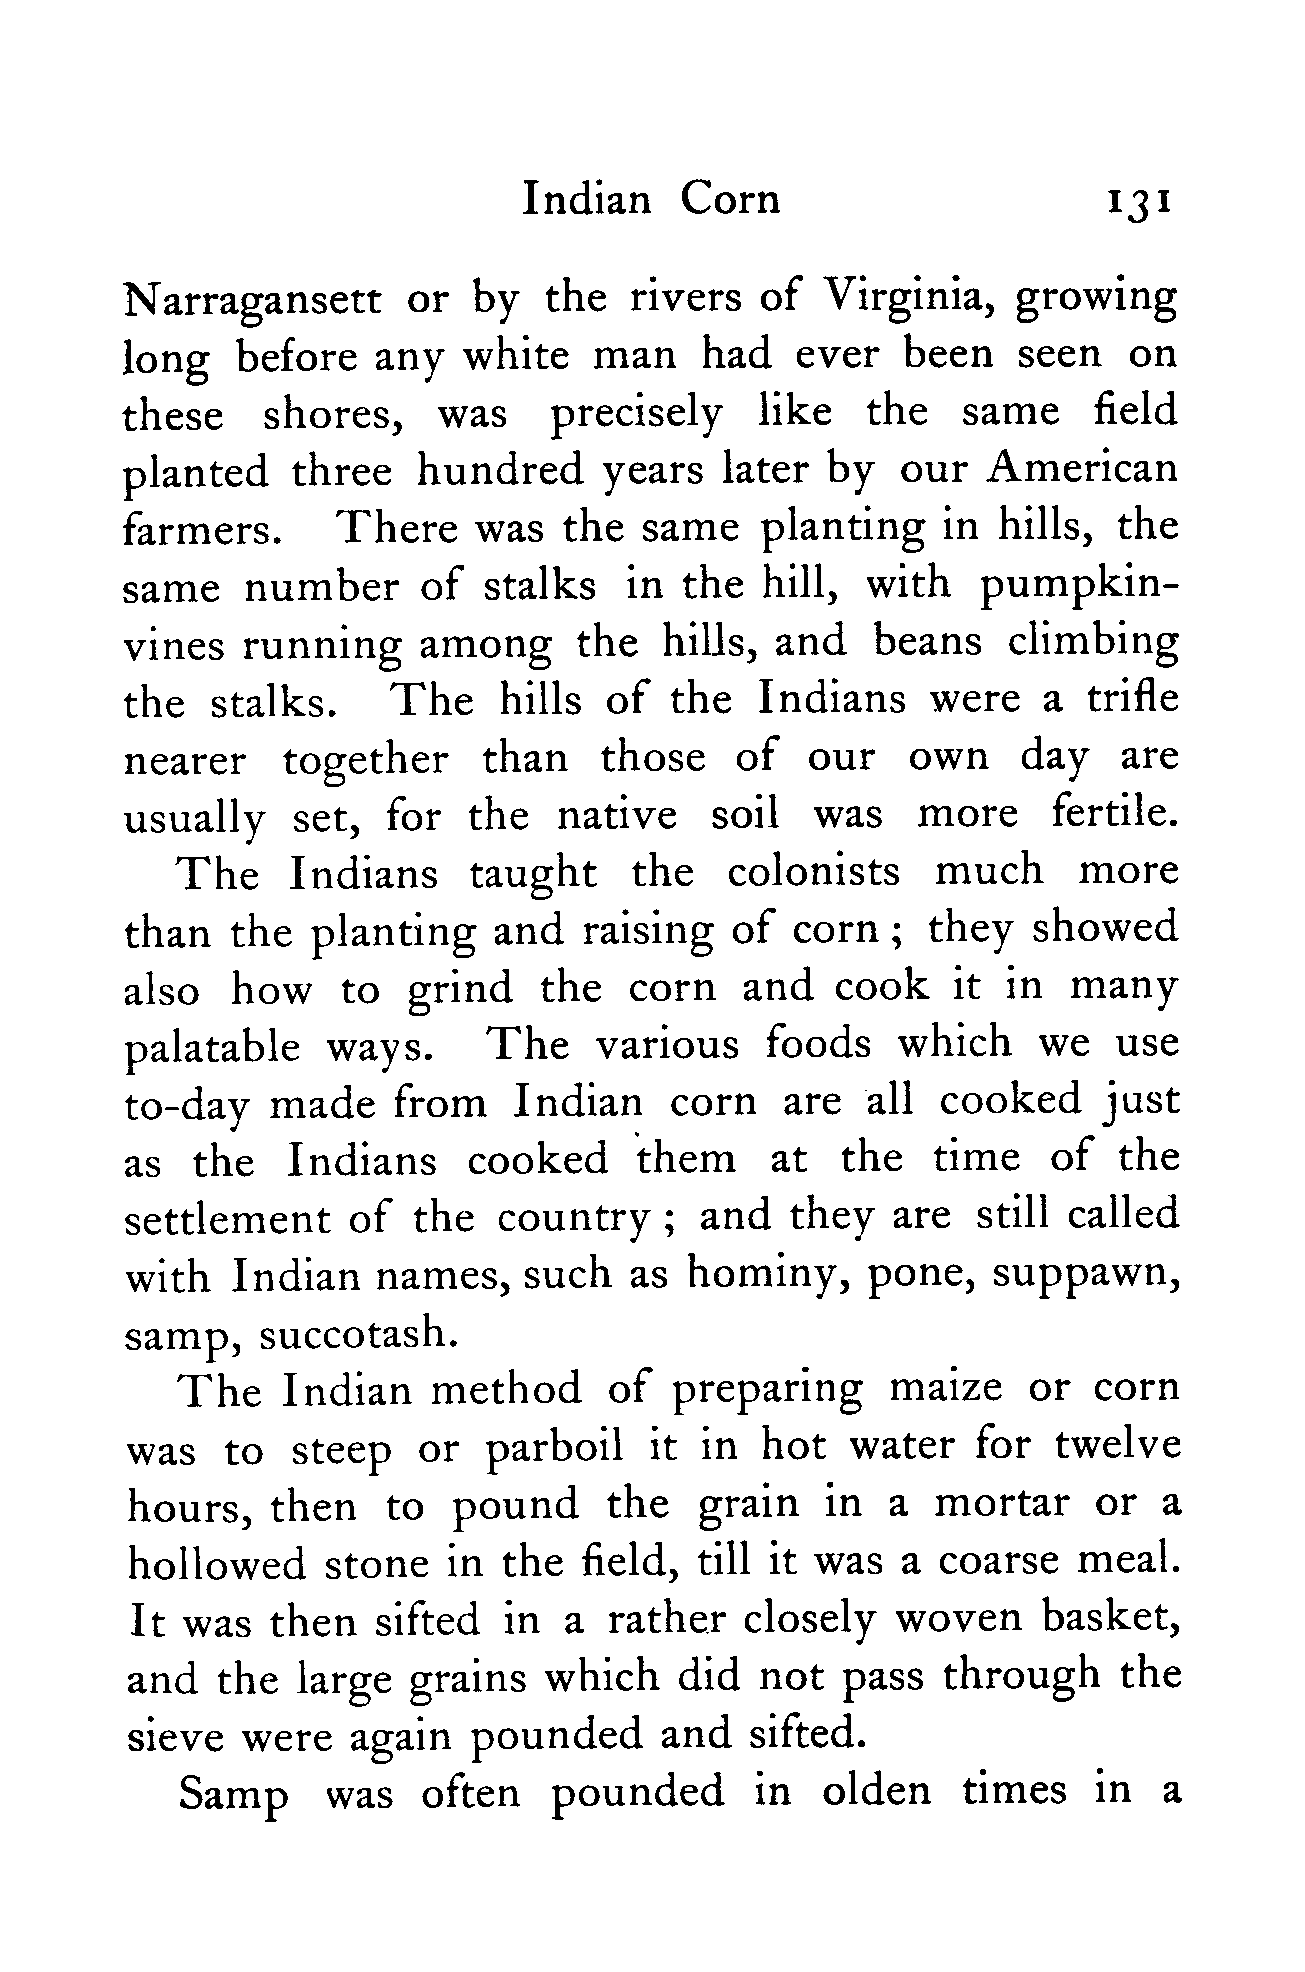 Indian Corn 131
Narragansett or by the rivers of Virginia, growing
long before any white man had ever been seen on
these shores, was precisely like the same field
planted three hundred years later by our American
farmers. There was the same planting in hills, the
same number of stalks in the hill, with pumpkin-
vines running among the hills, and beans climbing
the stalks. The hills of the Indians were a trifle
nearer together than those of our own day are
usually set, for the native soil was more fertile.
The Indians taught the colonists much more
than the planting and raising of corn ; they showed
also how to grind the corn and cook it in many
palatable ways. The various foods which we use
to-day made from Indian corn are all cooked just
as the Indians cooked them at the time of the
settlement of the country ; and they are still called
with Indian names, such as hominy, pone, suppawn,
samp, succotash.
The Indian method of preparing maize or corn
was to steep or parboil it in hot water for twelve
hours, then to pound the grain in a mortar or a
hollowed stone in the field, till it was a coarse meal.
It was then sifted in a rather closely woven basket,
and the large grains which did not pass through the
sieve were again pounded and sifted.
Samp was often pounded in olden times in a